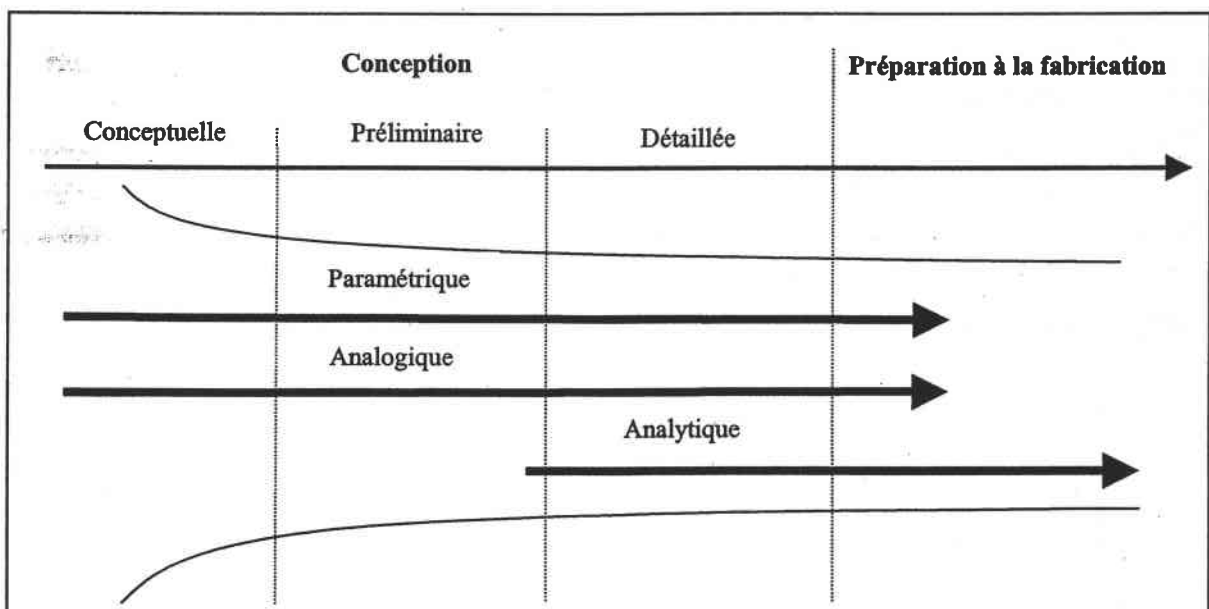 Conception
Préparation à la fabrication
Conceptuelle
Préliminaire
Détaillée
Paramétrique
Analogique
Analytique